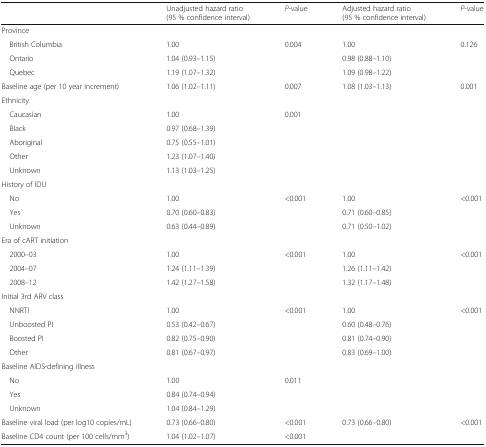 Unadjusted hazard ratio (95 % confidence interval) P-value Adjusted hazard ratio (95 % confidence interval) P-value
Province
British Columbia 1.00 0.004 1.00 0.126
Ontario 1.04 (0.93–1.15) 0.98 (0.88–1.10)
Quebec 1.19 (1.07–1.32) 1.09 (0.98–1.22)
Baseline age (per 10 year increment) 1.06 (1.02–1.11) 0.007 1.08 (1.03–1.13) 0.001
Ethnicity
Caucasian 1.00 0.001
Black 0.97 (0.68–1.39)
Aboriginal 0.75 (0.55–1.01)
Other 1.23 (1.07–1.40)
Unknown 1.13 (1.03–1.25)
History of IDU
No 1.00 <0.001 1.00 <0.001
Yes 0.70 (0.60–0.83) 0.71 (0.60–0.85)
Unknown 0.63 (0.44–0.89) 0.71 (0.50–1.02)
Era of cART initiation
2000–03 1.00 <0.001 1.00 <0.001
2004–07 1.24 (1.11–1.39) 1.26 (1.11–1.42)
2008–12 1.42 (1.27–1.58) 1.32 (1.17–1.48)
Initial 3rd ARV class
NNRTI 1.00 <0.001 1.00 <0.001
Unboosted PI 0.53 (0.42–0.67) 0.60 (0.48–0.76)
Boosted PI 0.82 (0.75–0.90) 0.81 (0.74–0.90)
Other 0.81 (0.67–0.97) 0.83 (0.69–1.00)
Baseline AIDS-defining illness
No 1.00 0.011
Yes 0.84 (0.74–0.94)
Unknown 1.04 (0.84–1.29)
Baseline viral load (per log10 copies/mL) 0.73 (0.66–0.80) <0.001 0.73 (0.66–0.80) <0.001
Baseline CD4 count (per 100 cells/mm³) 1.04 (1.02–1.07) <0.001